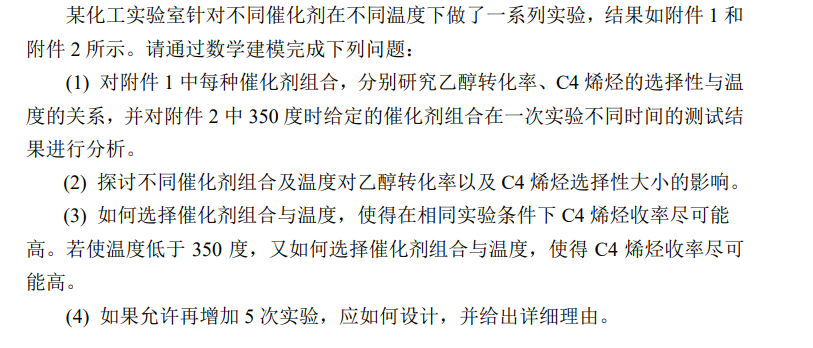 某化工实验室针对不同催化剂在不同温度下做了一系列实验，结果如附件 1 和
附件 2 所示。请通过数学建模完成下列问题：
(1) 对附件 1 中每种催化剂组合，分别研究乙醇转化率、C4 烯烃的选择性与温
度的关系，并对附件 2 中 350 度时给定的催化剂组合在一次实验不同时间的测试结
果进行分析。
(2) 探讨不同催化剂组合及温度对乙醇转化率以及 C4 烯烃选择性大小的影响。
(3) 如何选择催化剂组合与温度，使得在相同实验条件下 C4 烯烃收率尽可能
高。若使温度低于 350 度，又如何选择催化剂组合与温度，使得 C4 烯烃收率尽可
能高。
(4) 如果允许再增加 5 次实验，应如何设计，并给出详细理由。